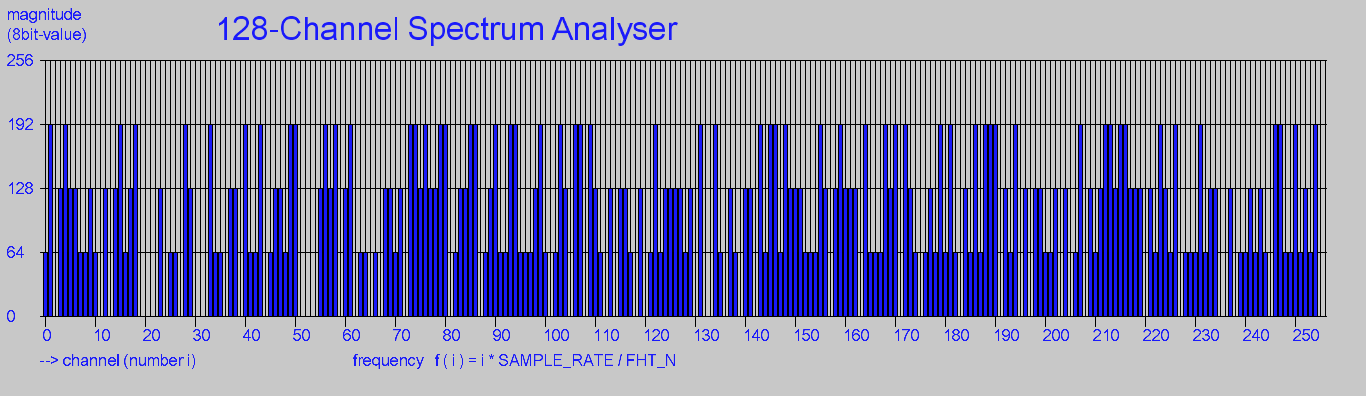 magnitude
(8bit-value)
128-Channel Spectrum Analyser
256
192
128
64
0
0 10 20 30 40 50 60 70 80 90 100 110 120 130 140 150 160 170 180 190 200 210 220 230 240 250
--> channel (number i) frequency f ( i ) = i * SAMPLE_RATE / FHT_N